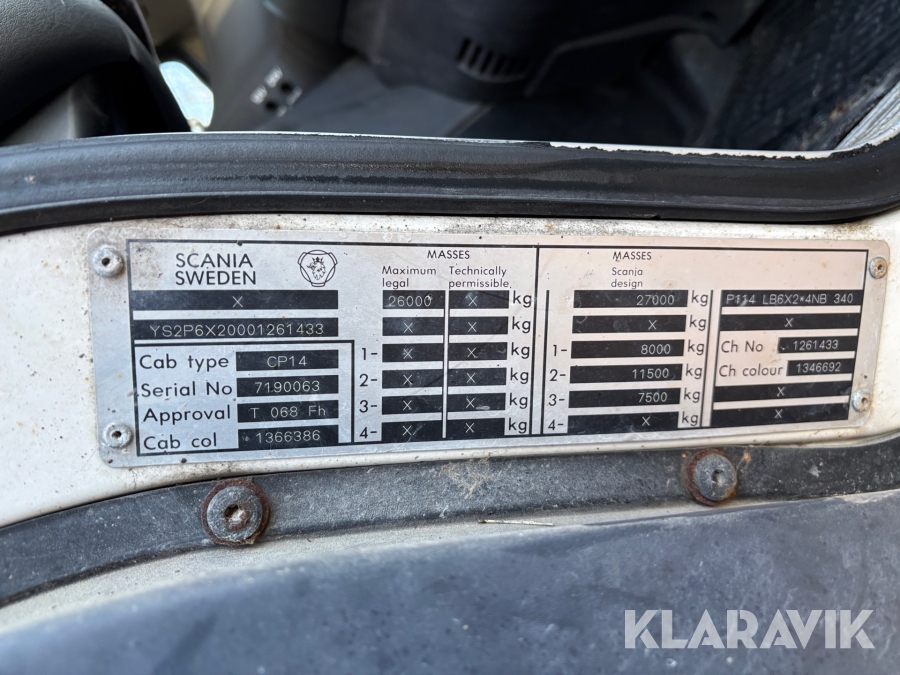 SCANIA
SWEDEN
X
YS2P6X20001261433
Cab type CP14
Serial No 7190063
Approval T 068 Fh
Cab col 1366386
MASSES
Maximum legal Technically permissible.
26000 X kg
X X kg
1- X X kg
2- X X kg
3- X X kg
4- X X kg
MASSES
Scania design
27000 kg
X kg
1- 8000 kg
2- 11500 kg
3- 7500 kg
4- X kg
P114 LB6X2*4NB 340
X
Ch No 1261433
Ch colour 1346692
X
X
KLARAVIK